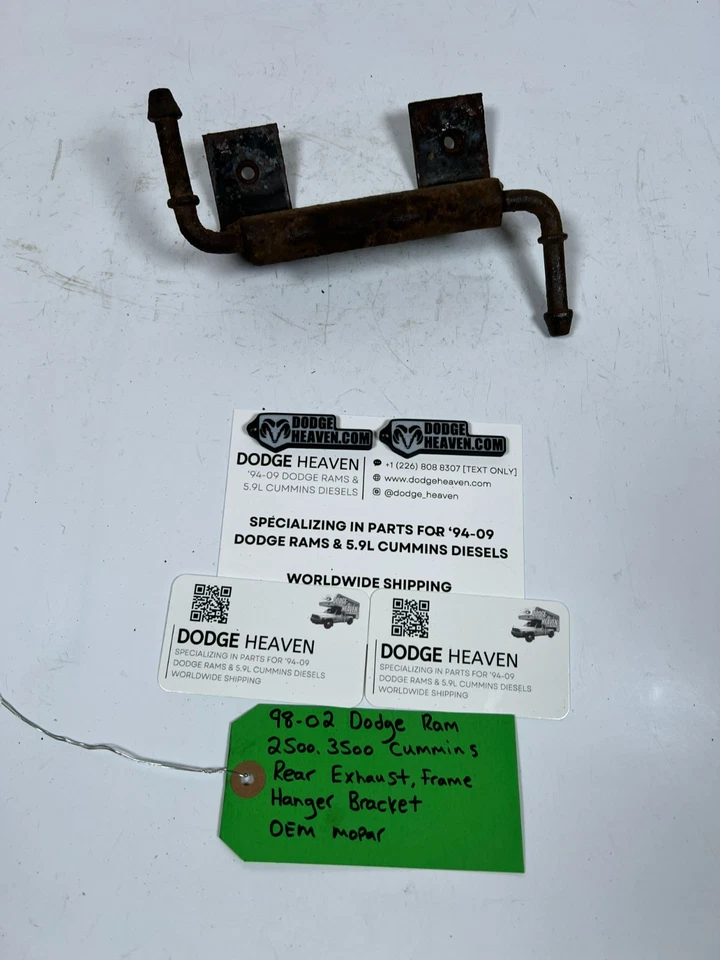 DODGE
HEAVEN.COM
DODGE
HEAVEN.COM
DODGE HEAVEN
'94-09 DODGE RAMS &
5.9L CUMMINS DIESELS
+1 (226) 808 8307 [TEXT ONLY]
www.dodgeheaven.com
@dodge_heaven
SPECIALIZING IN PARTS FOR '94-09
DODGE RAMS & 5.9L CUMMINS DIESELS
WORLDWIDE SHIPPING
DODGE
HEAVEN
DODGE HEAVEN
SPECIALIZING IN PARTS FOR '94-09
DODGE RAMS & 5.9L CUMMINS DIESELS
WORLDWIDE SHIPPING
DODGE
HEAVEN
DODGE HEAVEN
SPECIALIZING IN PARTS FOR '94-09
DODGE RAMS & 5.9L CUMMINS DIESELS
WORLDWIDE SHIPPING
98-02 Dodge Ram
2500.3500 Cummins
Rear Exhaust, frame
Hanger Bracket
OEM mopar